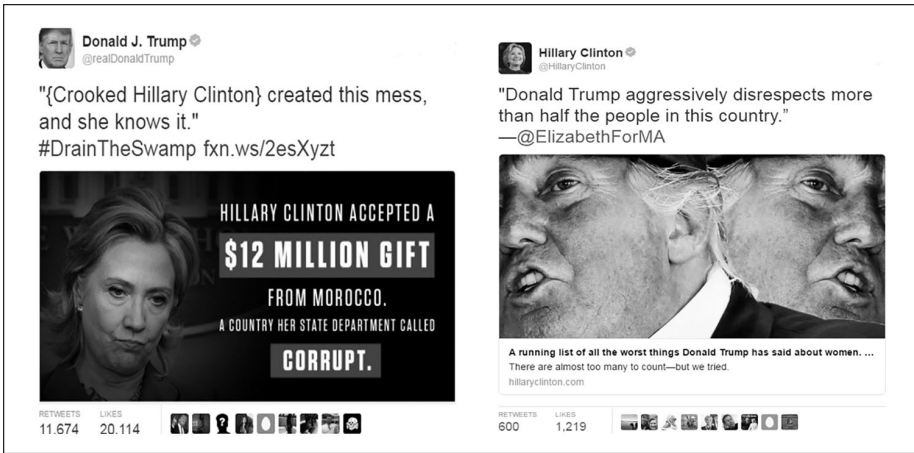 Donald J. Trump
@realDonaldTrump
"{Crooked Hillary Clinton} created this mess,
and she knows it."
#DrainTheSwamp fxn.ws/2esXyzt
HILLARY CLINTON ACCEPTED A
$12 MILLION GIFT
FROM MOROCCO.
A COUNTRY HER STATE DEPARTMENT CALLED
CORRUPT.
RETWEETS LIKES
11,674 20,114
Hillary Clinton
@HillaryClinton
"Donald Trump aggressively disrespects more
than half the people in this country.”
—@ElizabethForMA
A running list of all the worst things Donald Trump has said about women. ...
There are almost too many to count—but we tried.
hillaryclinton.com
RETWEETS LIKES
600 1,219